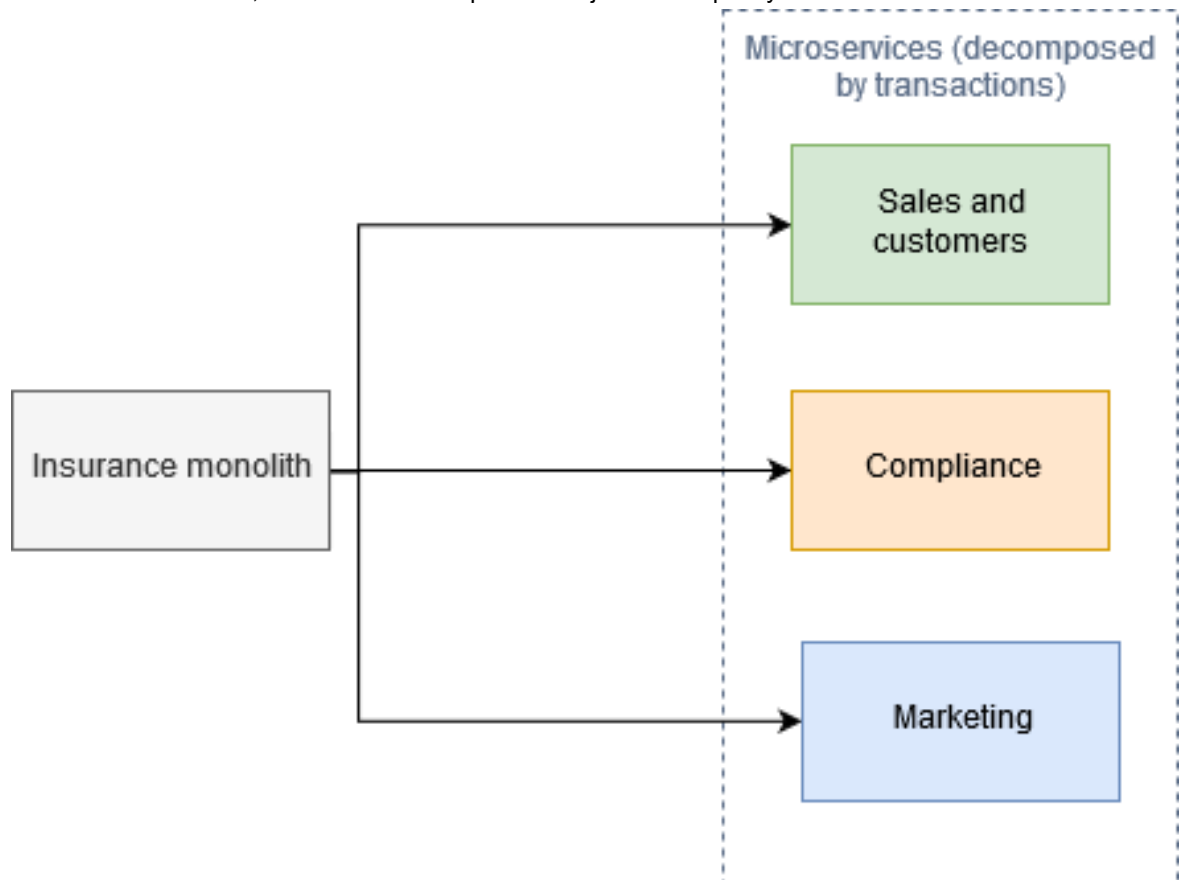 Microservices (decomposed
by transactions)
Sales and
customers
Insurance monolith
Compliance
Marketing